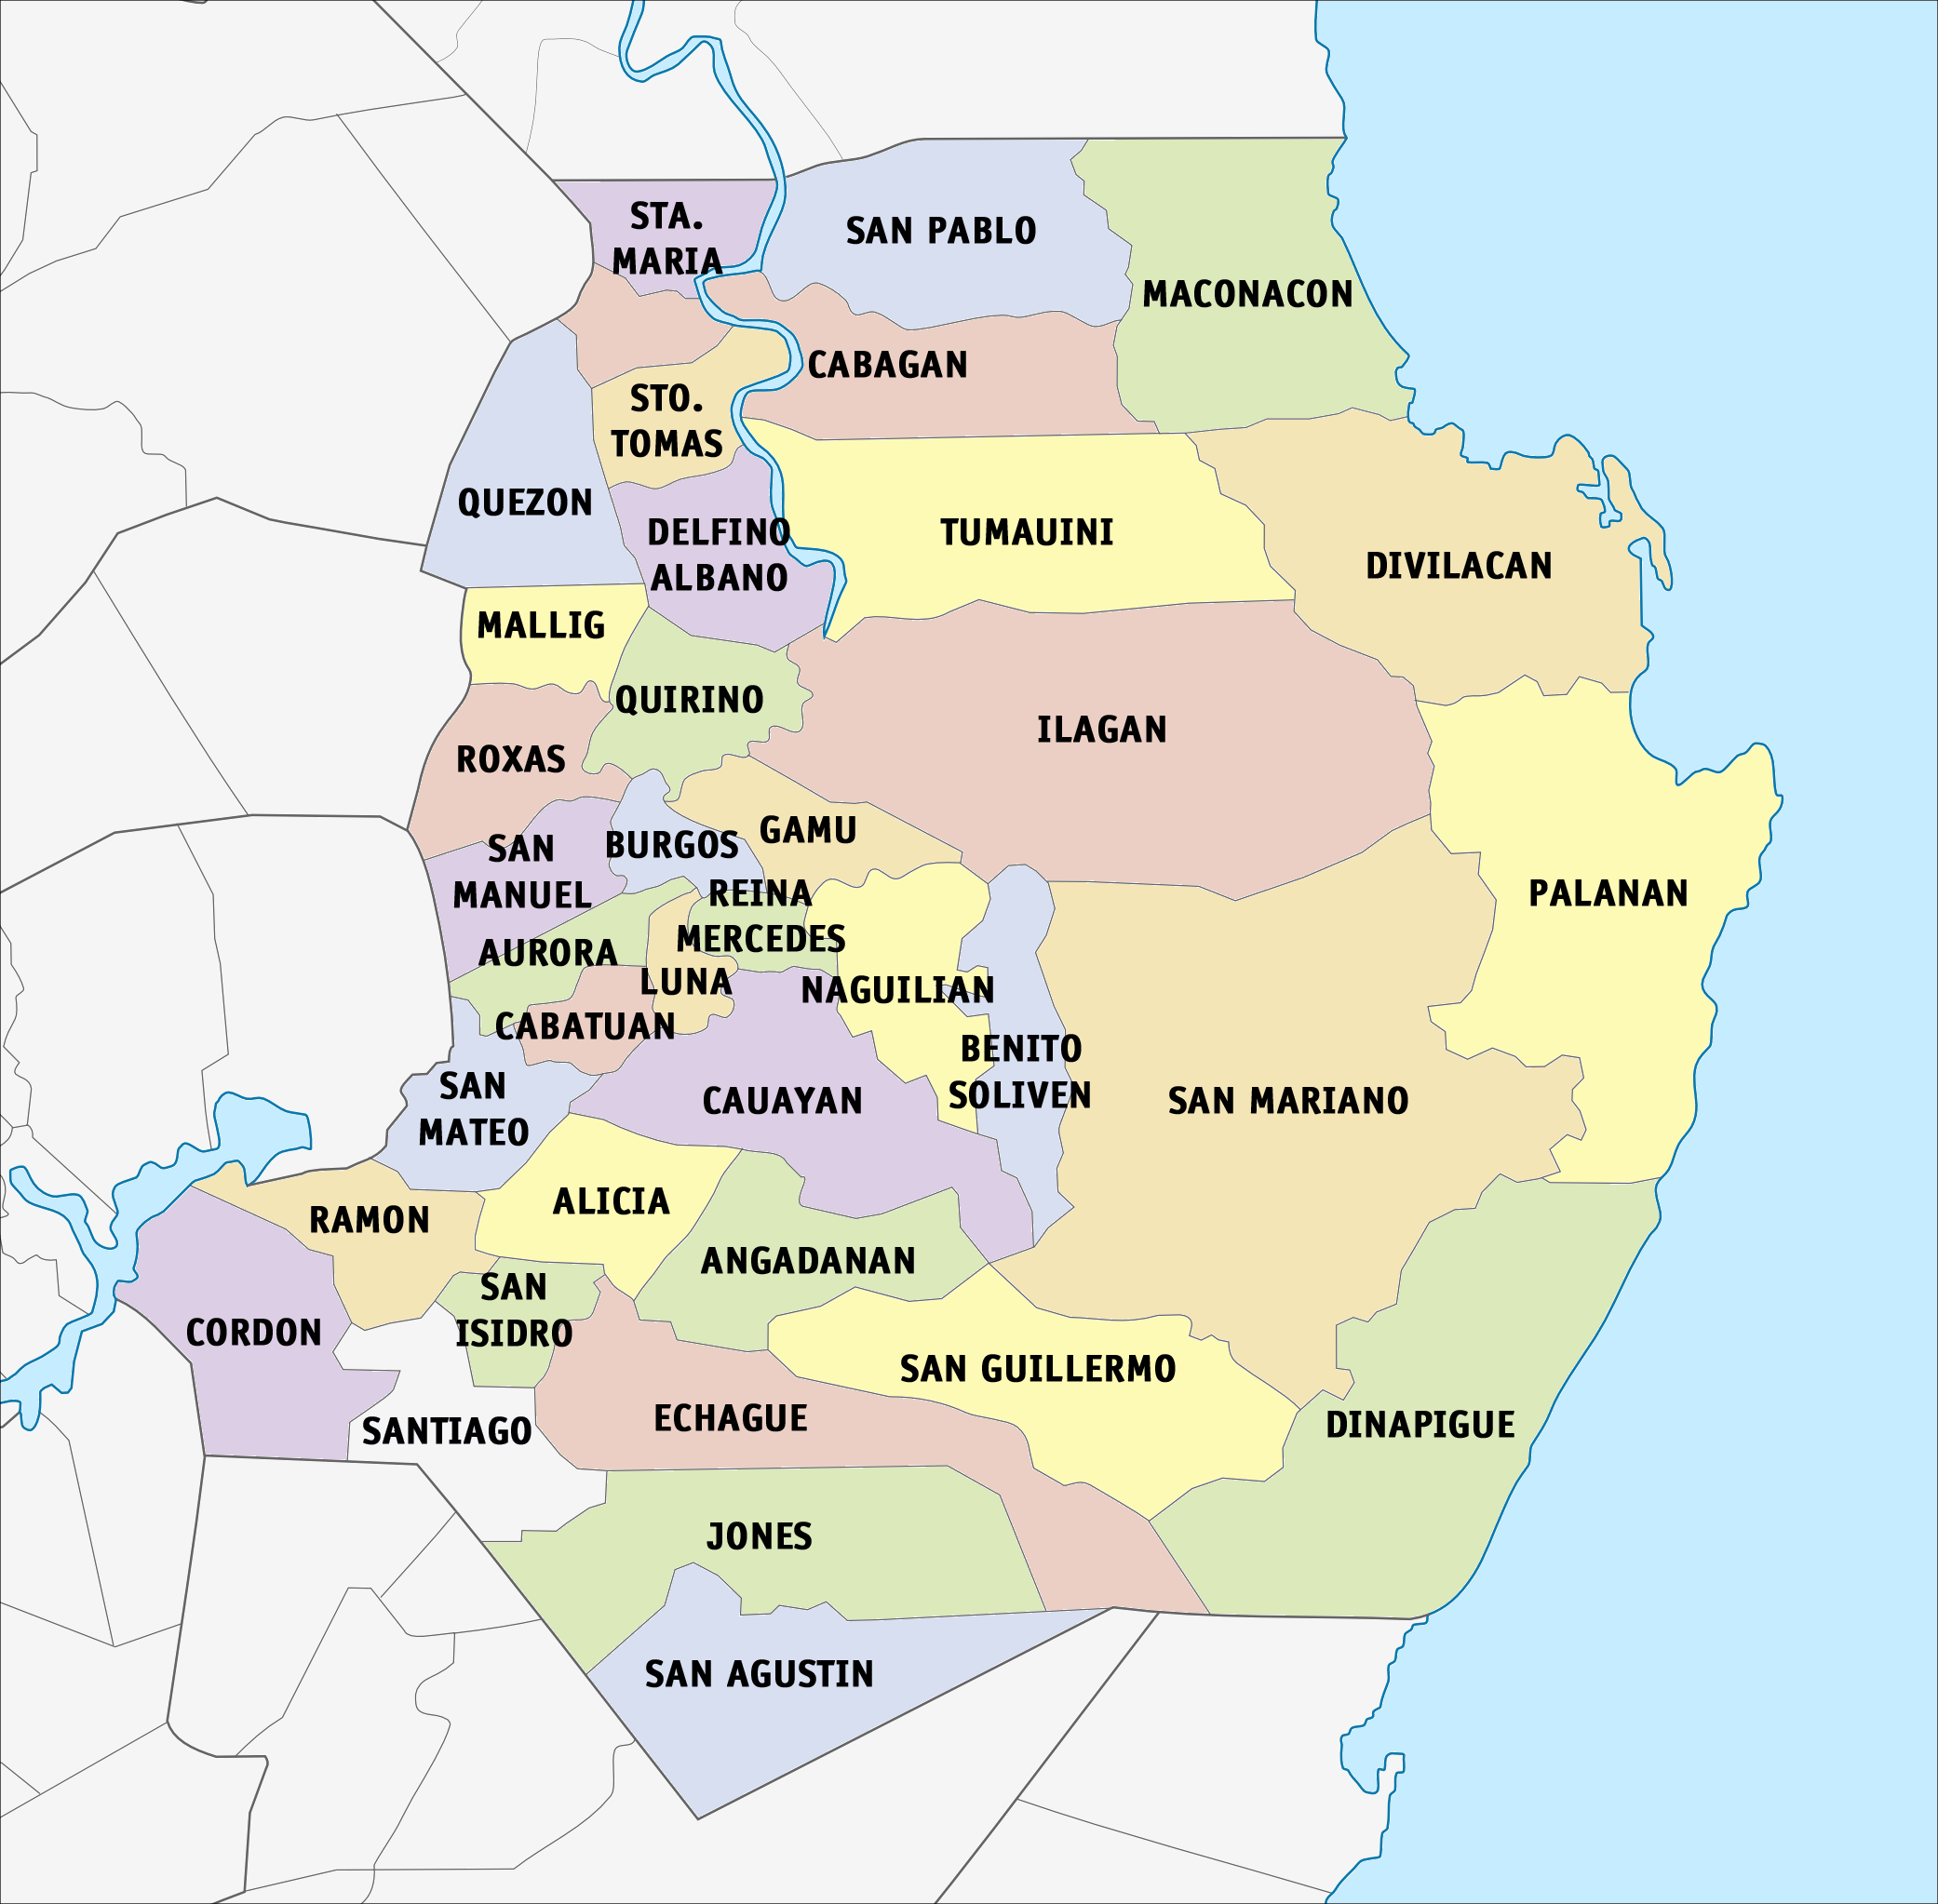 STA.
MARIA
SAN PABLO
MACONACON
CABAGAN
STO.
TOMAS
QUEZON
DELFINO
ALBANO
TUMAUINI
DIVILACAN
MALLIG
QUIRINO
ILAGAN
ROXAS
GAMU
BURGOS
SAN
MANUEL
REINA
MERCEDES
PALANAN
AURORA
LUNA
NAGUILIAN
CABATUAN
BENITO
SOLIVEN
SAN
MATEO
CAUAYAN
SAN MARIANO
ALICIA
RAMON
ANGADANAN
SAN
ISIDRO
CORDON
SAN GUILLERMO
ECHAGUE
DINAPIGUE
SANTIAGO
JONES
SAN AGUSTIN